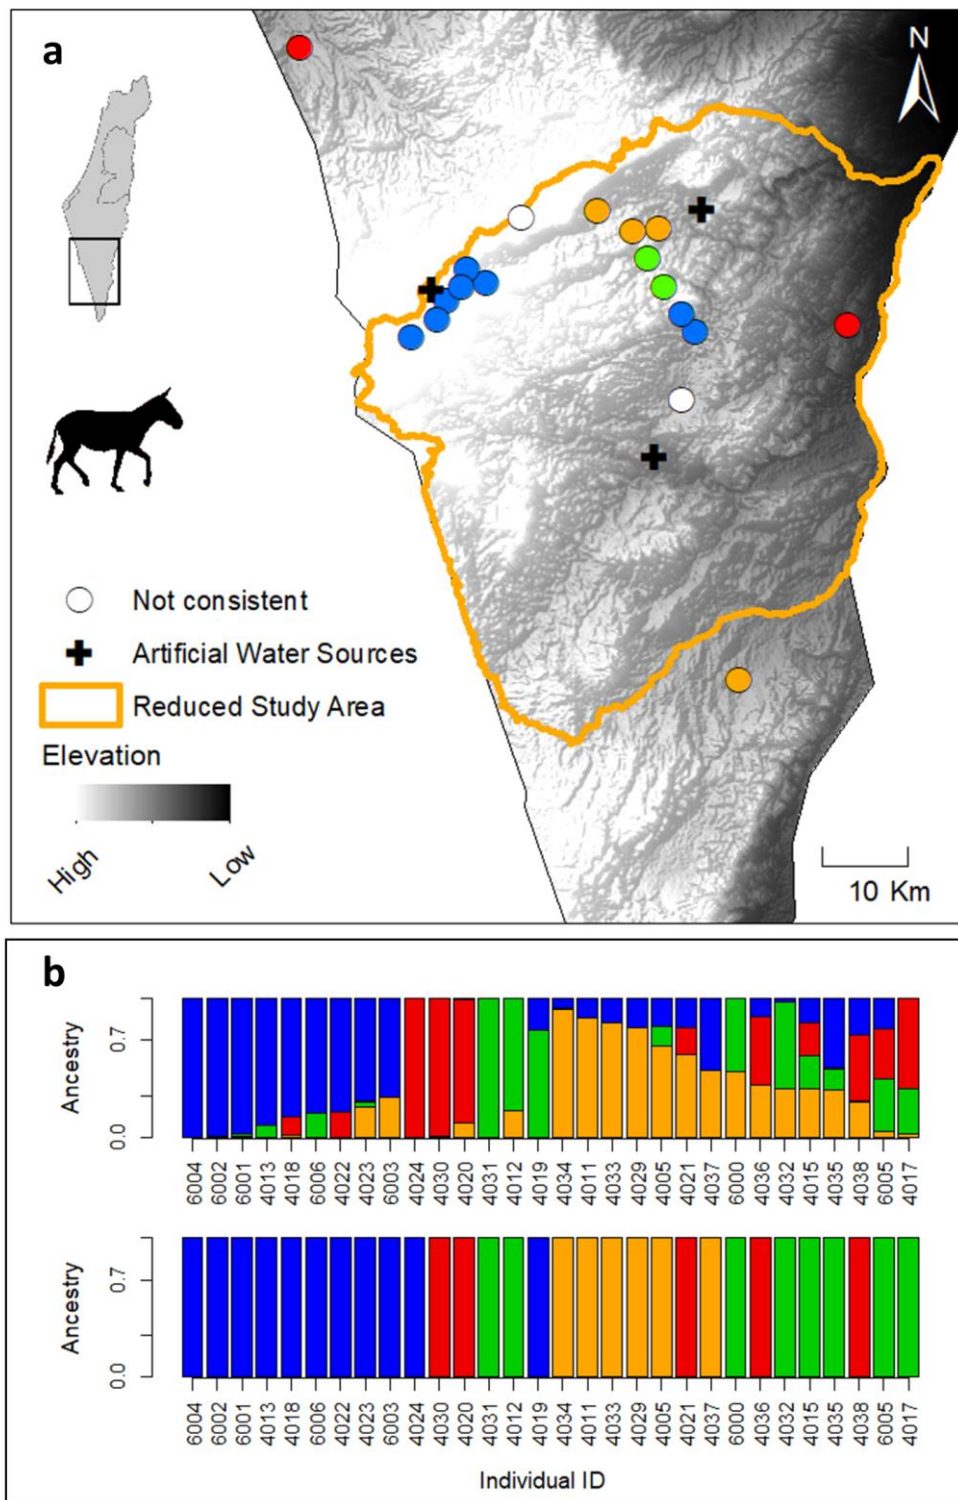 a
N
Not consistent
Artificial Water Sources
Reduced Study Area
Elevation
High
Low
10 Km
b
Ancestry
0.7
0.0
6004 6002 6001 4013 4018 6006 4022 4023 6003 4024 4030 4020 4031 4012 4019 4034 4011 4033 4029 4005 4021 4037 6000 4036 4032 4015 4035 4038 6005 4017
Ancestry
0.7
0.0
6004 6002 6001 4013 4018 6006 4022 4023 6003 4024 4030 4020 4031 4012 4019 4034 4011 4033 4029 4005 4021 4037 6000 4036 4032 4015 4035 4038 6005 4017
Individual ID